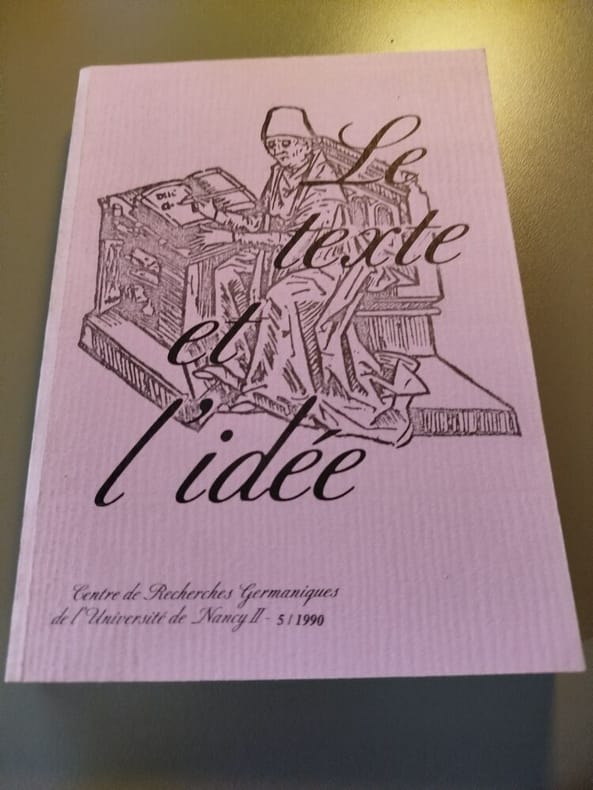 Le
texte
et
l'idée
Centre de Recherches Germaniques
de l'Université de Nancy II - 5 / 1990